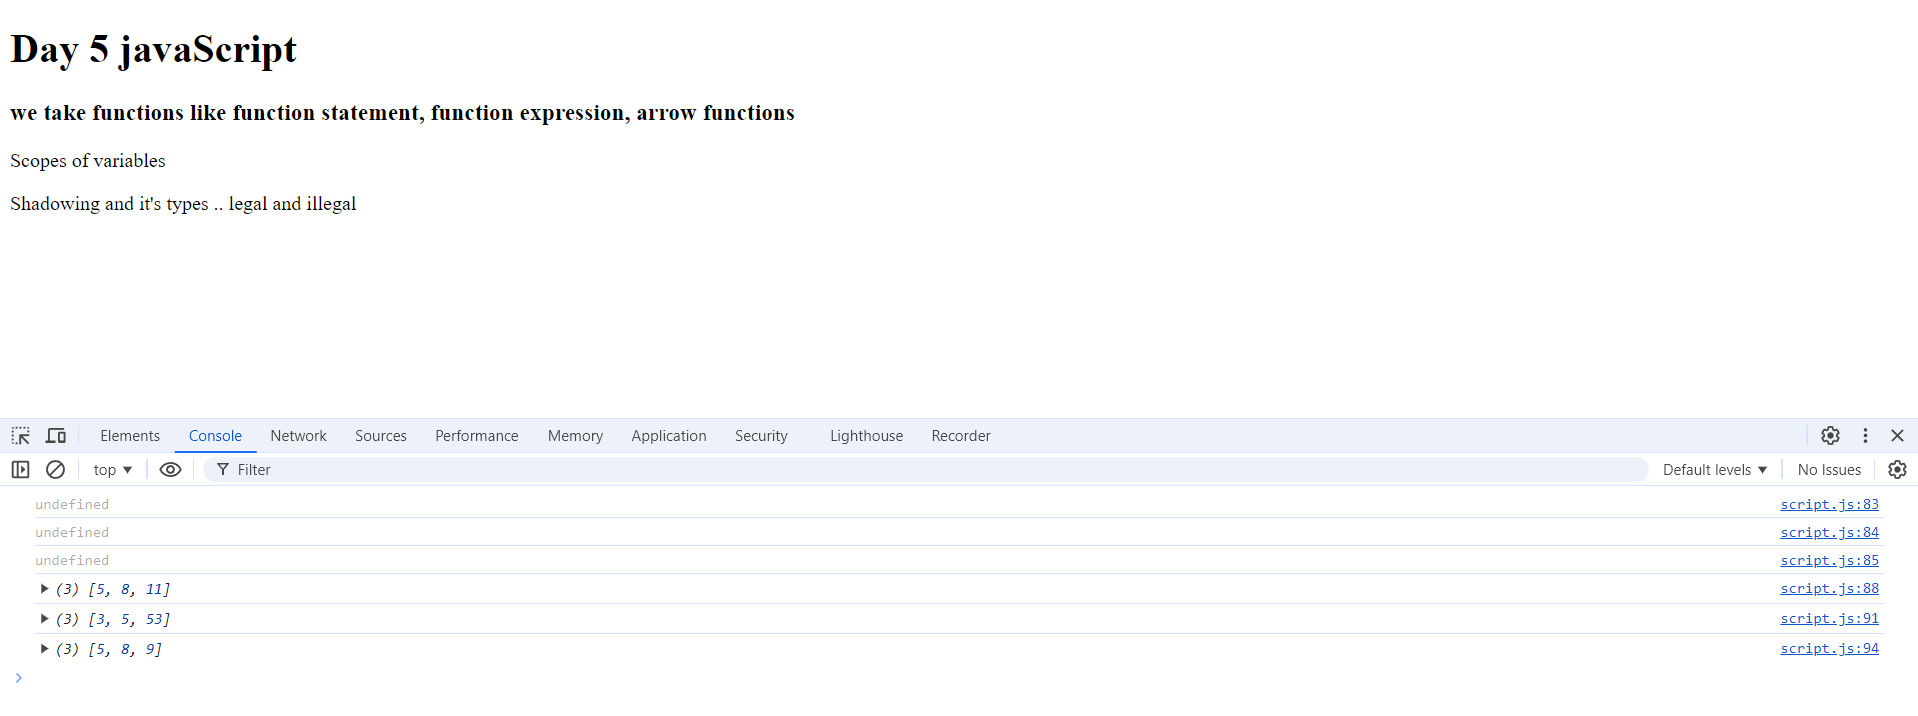 Day 5 javaScript
we take functions like function statement, function expression, arrow functions
Scopes of variables
Shadowing and it's types .. legal and illegal
Elements Console Network Sources Performance Memory Application Security Lighthouse Recorder
top Filter Default levels No Issues
undefined script.js:83
undefined script.js:84
undefined script.js:85
(3) [5, 8, 11] script.js:88
(3) [3, 5, 53] script.js:91
(3) [5, 8, 9] script.js:94